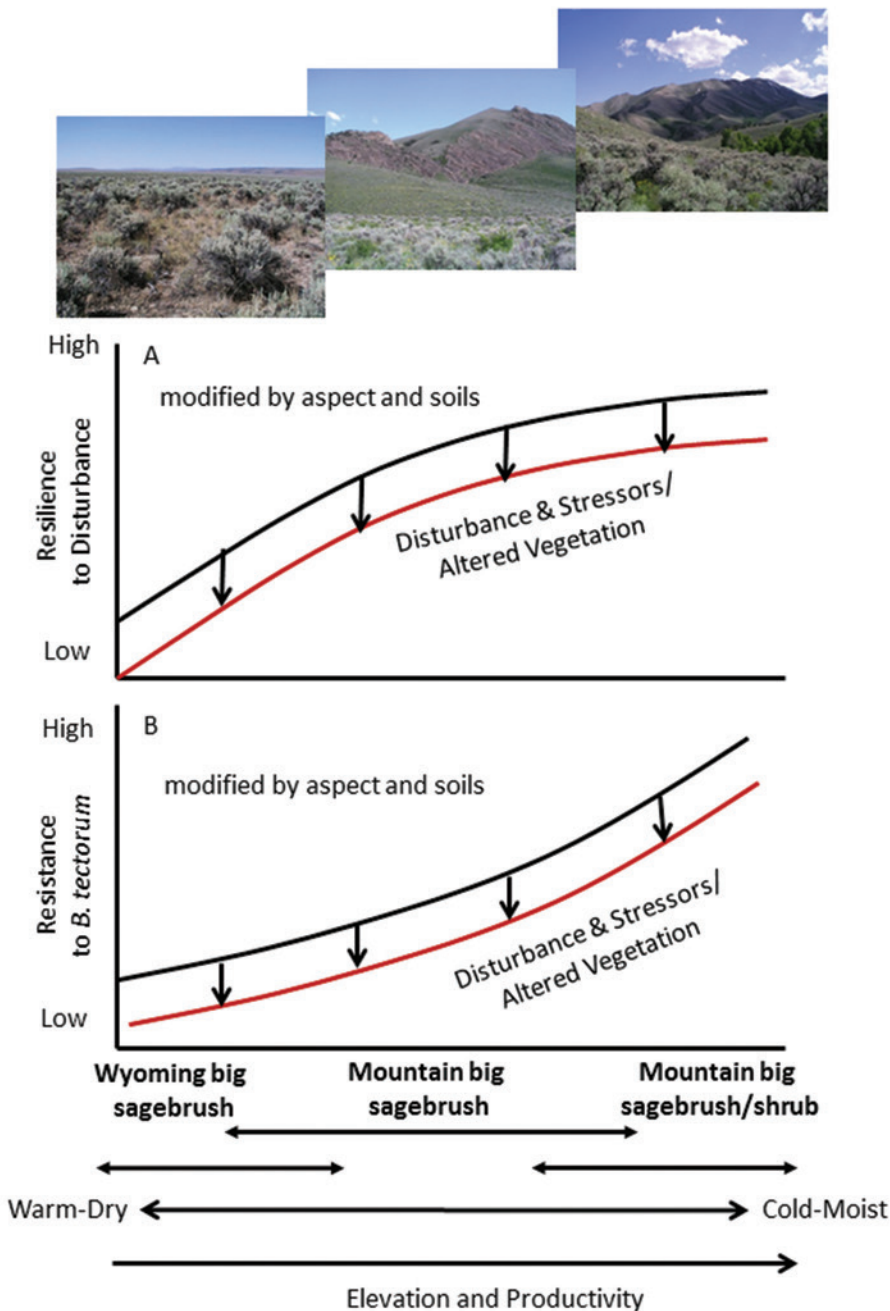 High
A
modified by aspect and soils
Resilience
to Disturbance
Disturbance & Stressors/
Altered Vegetation
Low
High
B
modified by aspect and soils
Resistance
to B. tectorum
Disturbance & Stressors/
Altered Vegetation
Low
Wyoming big
sagebrush
Mountain big
sagebrush
Mountain big
sagebrush/shrub
Warm-Dry
Cold-Moist
Elevation and Productivity